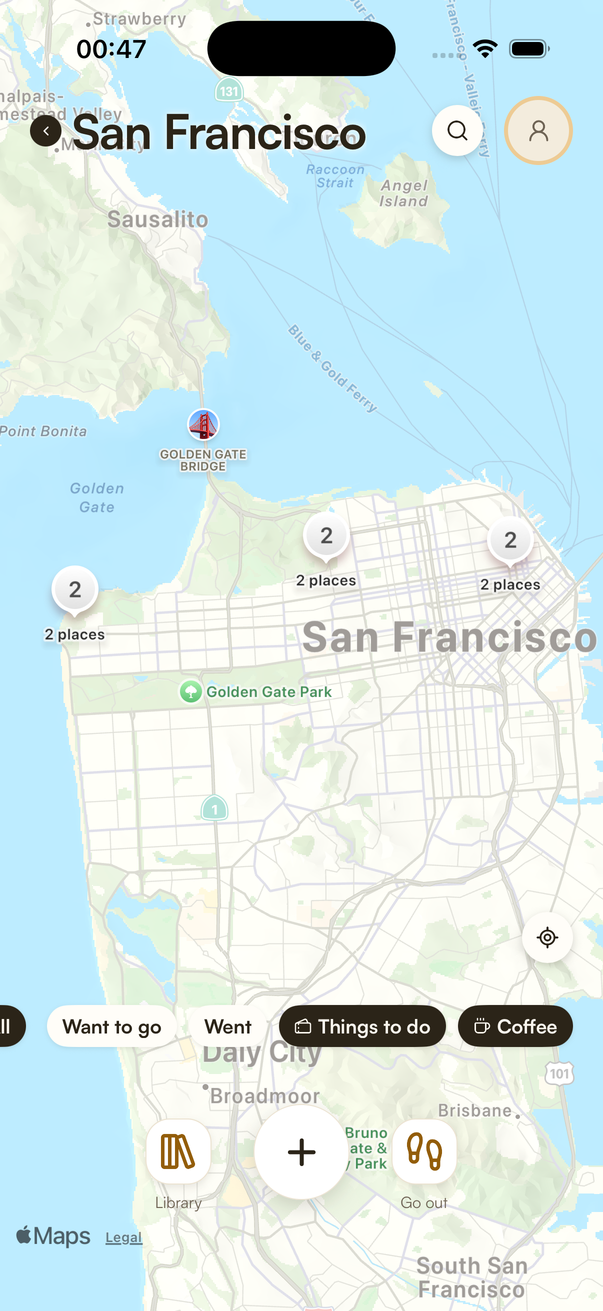 Strawberry
00:47
131
San Francisco
Raccoon
Strait
Angel
Island
Sausalito
Blue & Gold Ferry
Point Bonita
GOLDEN GATE
BRIDGE
Golden
Gate
2
2 places
2
2 places
2
2 places
San Francisco
Golden Gate Park
1
Want to go
Went
Things to do
Coffee
Daly City
101
Broadmoor
Brisbane
Bruno
Park
Library
Go out
Maps
Legal
South San
Francisco